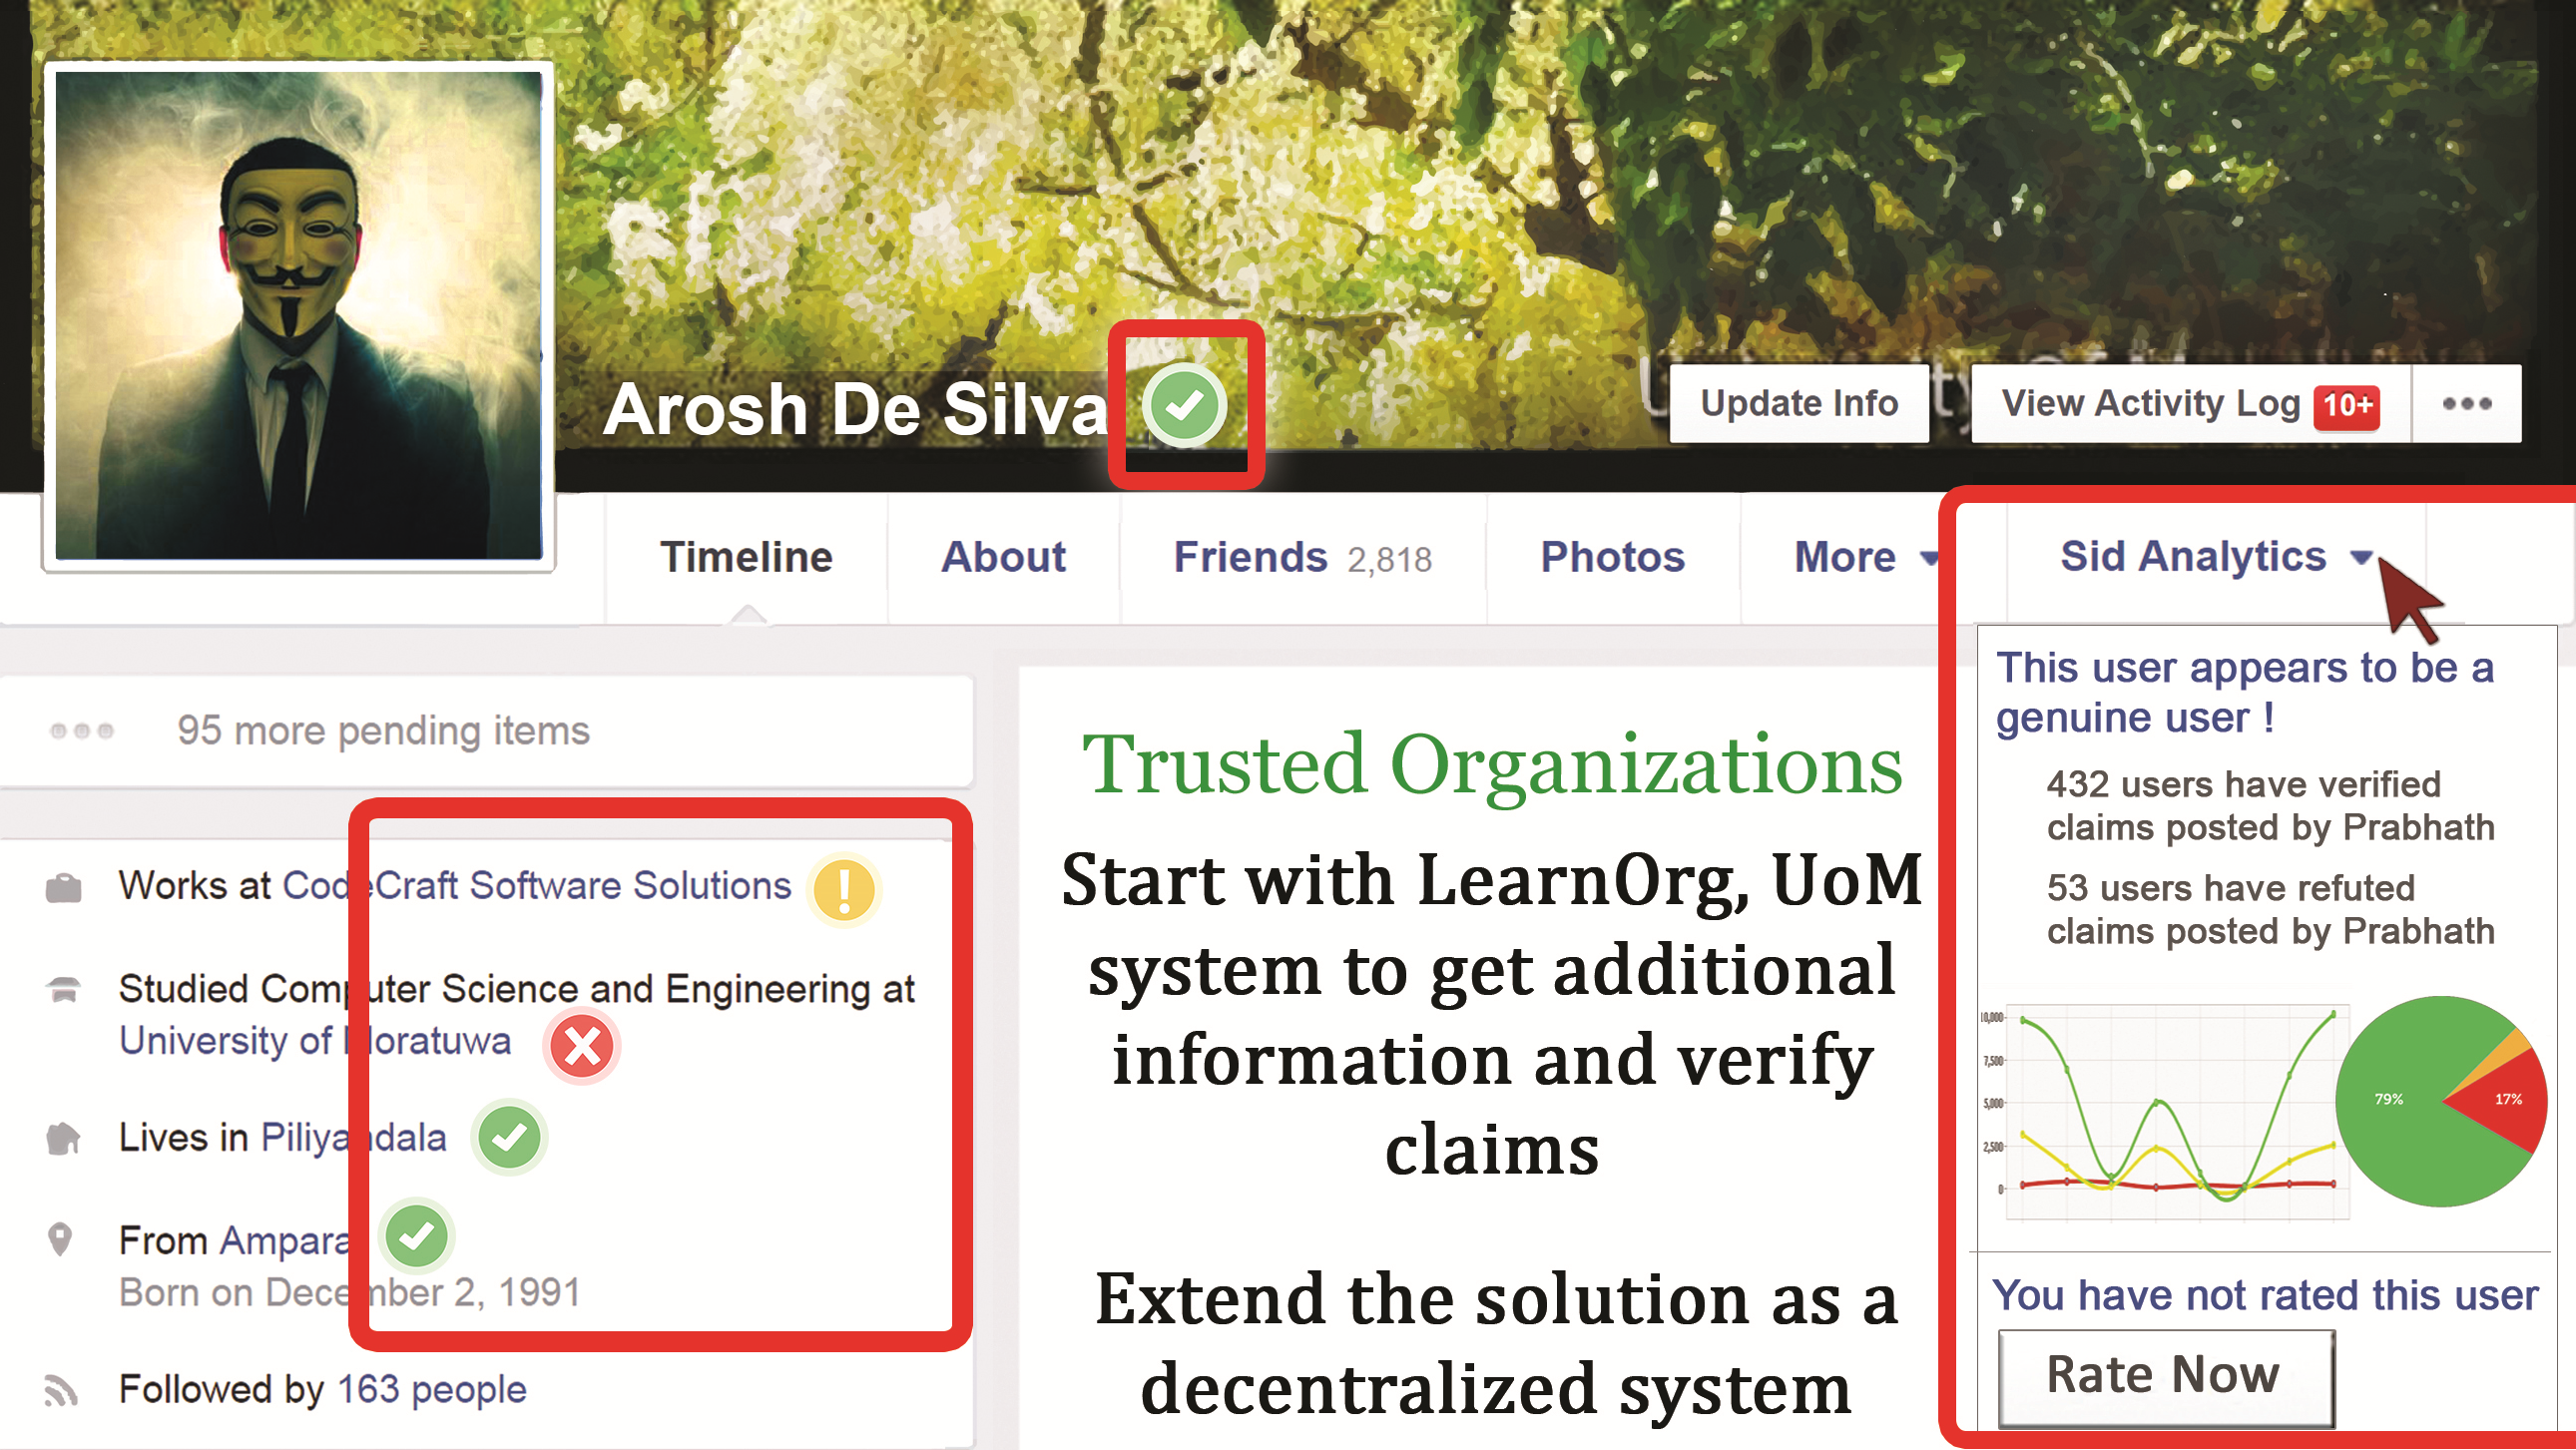 Arosh De Silva
Update Info
View Activity Log 10+
Timeline
About
Friends 2,818
Photos
More
Sid Analytics
95 more pending items
Works at CodeCraft Software Solutions
Studied Computer Science and Engineering at
University of Moratuwa
Lives in Piliyandala
From Ampara
Born on December 2, 1991
Followed by 163 people
Trusted Organizations
Start with LearnOrg, UoM
system to get additional
information and verify
claims
Extend the solution as a
decentralized system
This user appears to be a
genuine user !
432 users have verified
claims posted by Prabhath
53 users have refuted
claims posted by Prabhath
10,000
7,500
5,000
2,500
0
79%
17%
You have not rated this user
Rate Now